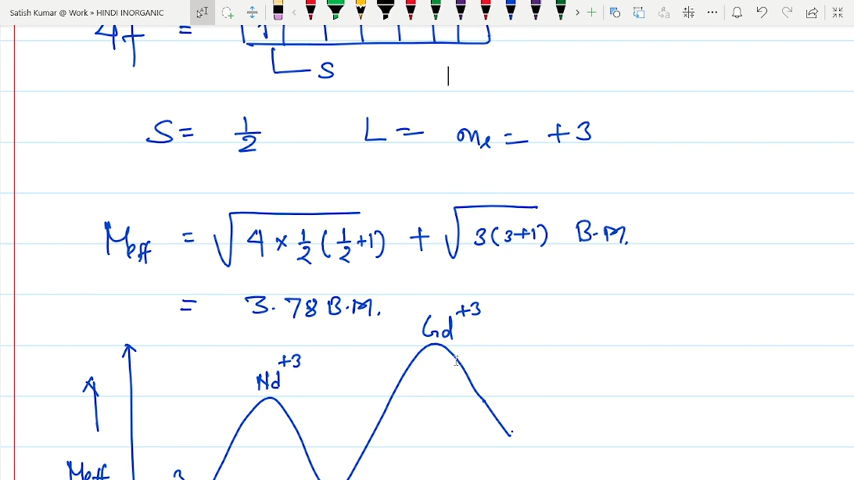 Satish Kumar @ Work » HINDI INORGANIC
4f =
S
S = 1/2 L = me = +3
Meff = √4 × 1/2 (1/2 +1) + √3(3+1) B.M.
= 3.78 B.M.
Gd+3
Nd+3
Meff